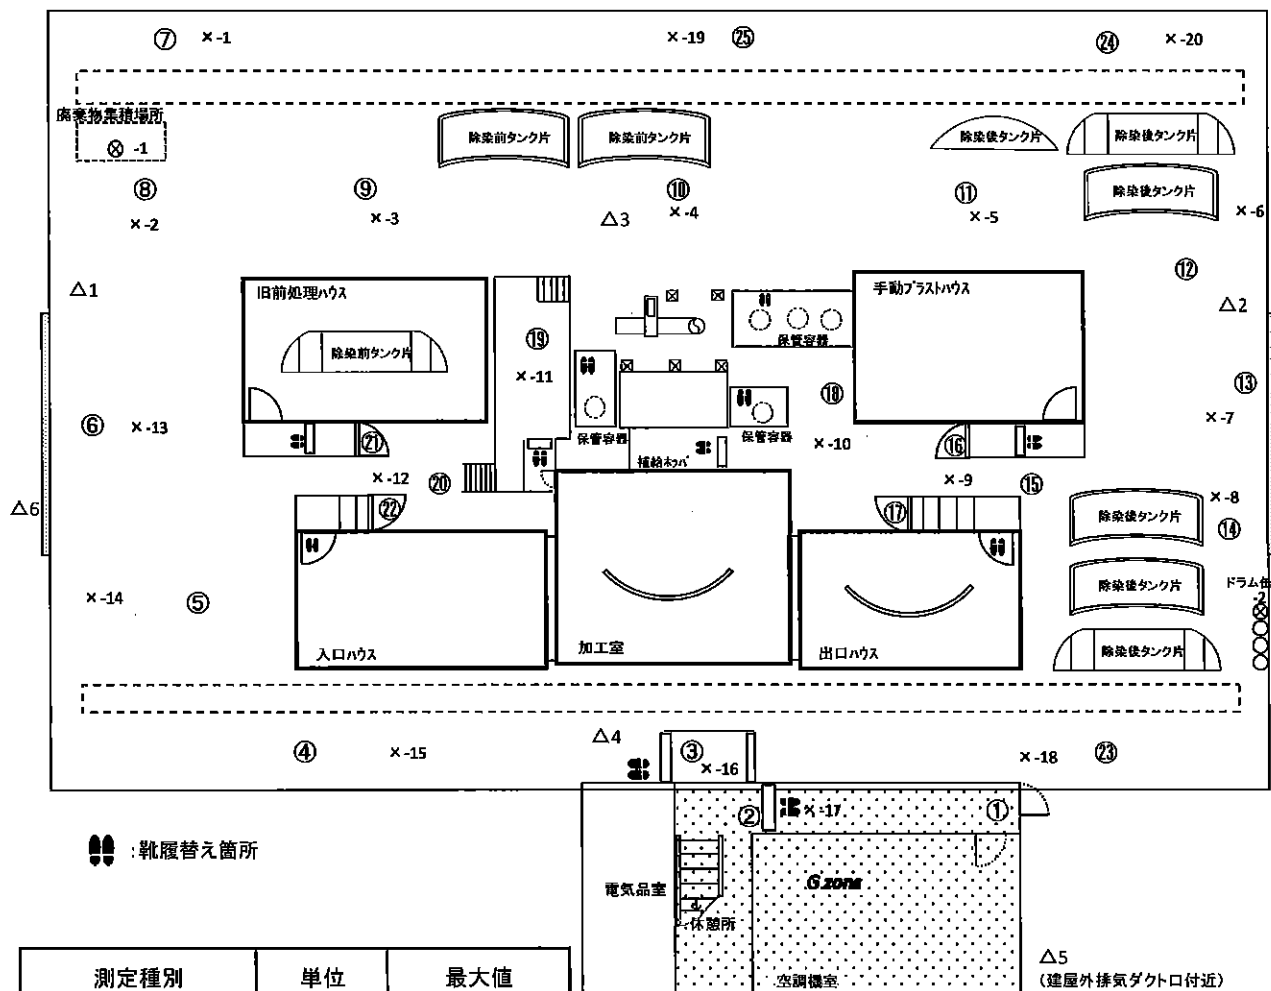 ⑦ ×-1 ×-19 ㉕ ㉔ ×-20
廃棄物集積場所
⊗ -1
除染前タンク片 除染前タンク片 除染後タンク片 除染後タンク片
⑧ ⑨ ⑩ ⑪ 除染後タンク片
×-2 ×-3 △3 ×-4 ×-5 ×-6
⑫
△1 旧前処理ハウス 手動ブラストハウス △2
除染前タンク片 ⑲ 保管容器
×-11 ⑱ ⑬
⑥ ×-13 ×-7
㉑ 保管容器 保管容器 ×-10 ⑯
補給ホッパ
×-12 ⑳ ×-9 ⑮ ×-8
△6 ㉒ ⑰ 除染後タンク片 ⑭
除染後タンク片 ドラム缶
-2
×-14 ⑤
入口ハウス 加工室 出口ハウス 除染後タンク片
④ ×-15 △4 ③ ×-16 ×-18 ㉓
② ×-17 ①
:靴履替え箇所
電気品室 G zone
休憩所
測定種別 単位 最大値
空調機室
△5
(建屋外排気ダクト口付近)